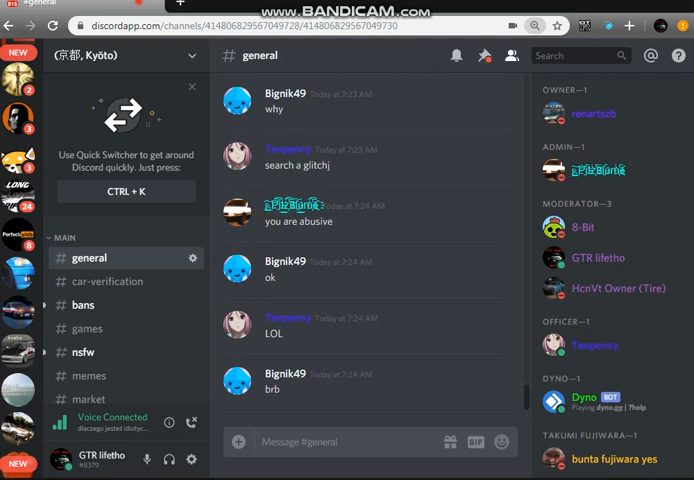 www.BANDICAM.com
#general
discordapp.com/channels/414806829567049728/414806829567049730
NEW
2
3
3
LONG
24
Perfect
8
NEW
(京都, Kyōto)
Use Quick Switcher to get around
Discord quickly. Just press:
CTRL + K
MAIN
# general
# car-verification
# bans
# games
# nsfw
# memes
# market
Voice Connected
dlaczego jesteś idiotyc...
GTR lifetho
#8379
# general
Search
Bignik49 Today at 7:23 AM
why
Tenpenny Today at 7:23 AM
search a glitchj
Today at 7:24 AM
you are abusive
Bignik49 Today at 7:24 AM
ok
Tenpenny Today at 7:24 AM
LOL
Bignik49 Today at 7:24 AM
brb
Message #general
GIF
OWNER—1
renartszb
ADMIN—1
MODERATOR—3
8-Bit
GTR lifetho
HcnVt Owner (Tire)
OFFICER—1
Tenpenny
DYNO—1
Dyno BOT
Playing dyno.gg | ?help
TAKUMI FUJIWARA—1
bunta fujiwara yes